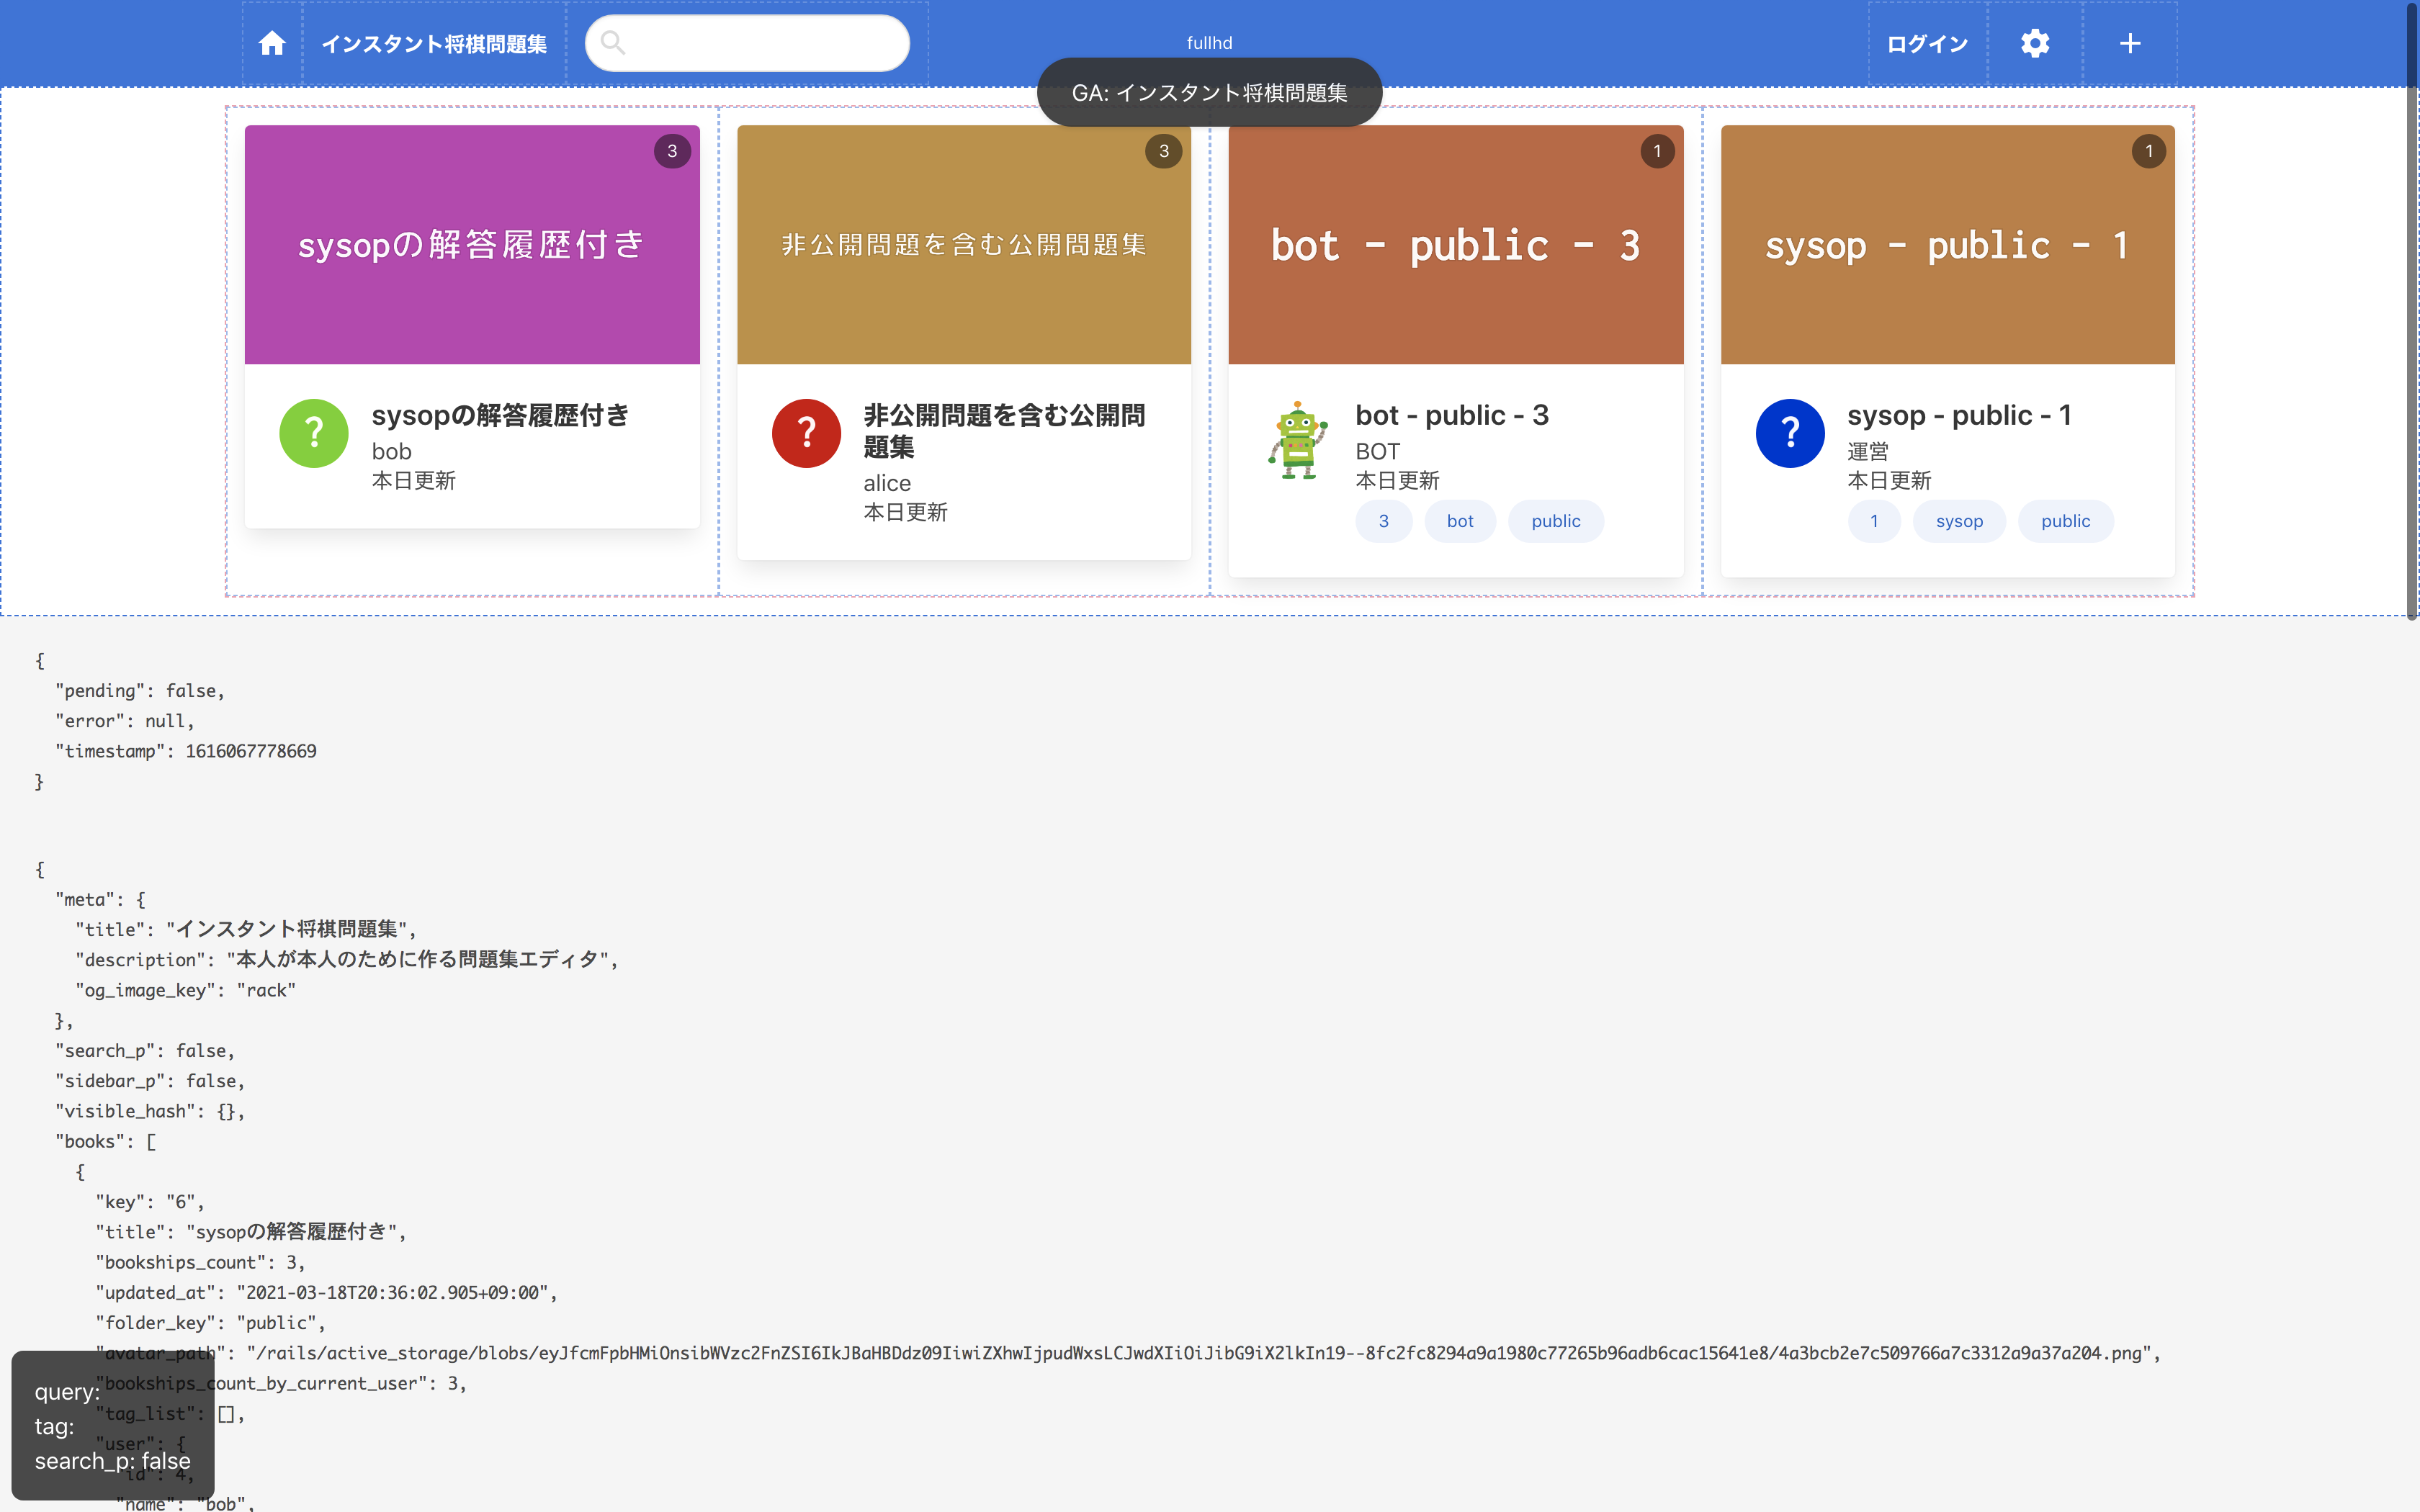 インスタント将棋問題集
fullhd
ログイン
GA: インスタント将棋問題集
3
sysopの解答履歴付き
?
sysopの解答履歴付き
bob
本日更新
3
非公開問題を含む公開問題集
?
非公開問題を含む公開問
題集
alice
本日更新
1
bot - public - 3
bot - public - 3
BOT
本日更新
3 bot public
1
sysop - public - 1
?
sysop - public - 1
運営
本日更新
1 sysop public
{
"pending": false,
"error": null,
"timestamp": 1616067778669
}
{
"meta": {
"title": "インスタント将棋問題集",
"description": "本人が本人のために作る問題集エディタ",
"og_image_key": "rack"
},
"search_p": false,
"sidebar_p": false,
"visible_hash": {},
"books": [
{
"key": "6",
"title": "sysopの解答履歴付き",
"bookships_count": 3,
"updated_at": "2021-03-18T20:36:02.905+09:00",
"folder_key": "public",
"avatar_path": "/rails/active_storage/blobs/eyJfcmFpbHMiOnsibWVzc2FnZSI6IkJBaHBDdz09IiwiZXhwIjpudWxsLCJwdXIiOiJibG9iX2lkIn19--8fc2fc8294a9a1980c77265b96adb6cac15641e8/4a3bcb2e7c509766a7c3312a9a37a204.png",
"bookships_count_by_current_user": 3,
"tag_list": [],
"user": {
"id": 4,
"name": "bob",
query:
tag:
search_p: false